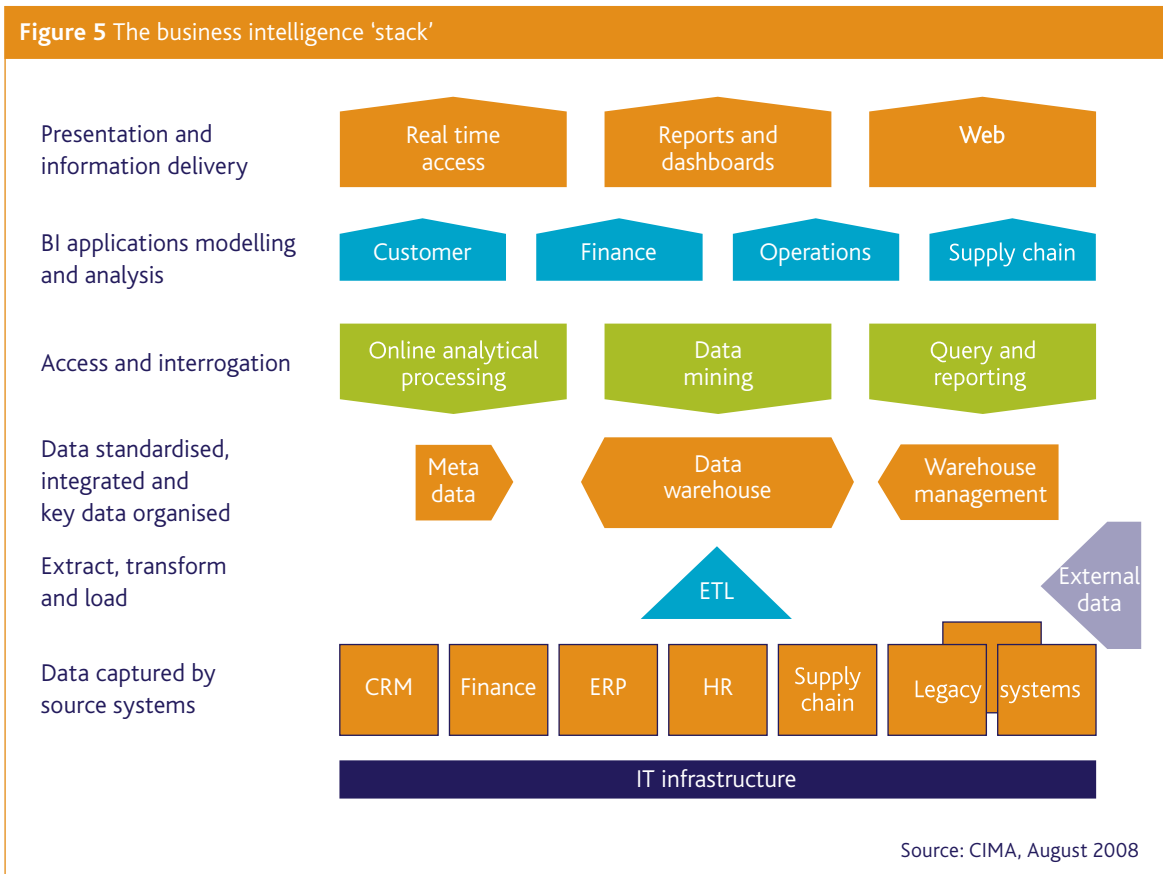 Figure 5 The business intelligence ‘stack’
Presentation and
information delivery
Real time
access
Reports and
dashboards
Web
BI applications modelling
and analysis
Customer
Finance
Operations
Supply chain
Access and interrogation
Online analytical
processing
Data
mining
Query and
reporting
Data standardised,
integrated and
key data organised
Meta
data
Data
warehouse
Warehouse
management
Extract, transform
and load
ETL
External
data
Data captured by
source systems
CRM
Finance
ERP
HR
Supply
chain
Legacy systems
IT infrastructure
Source: CIMA, August 2008